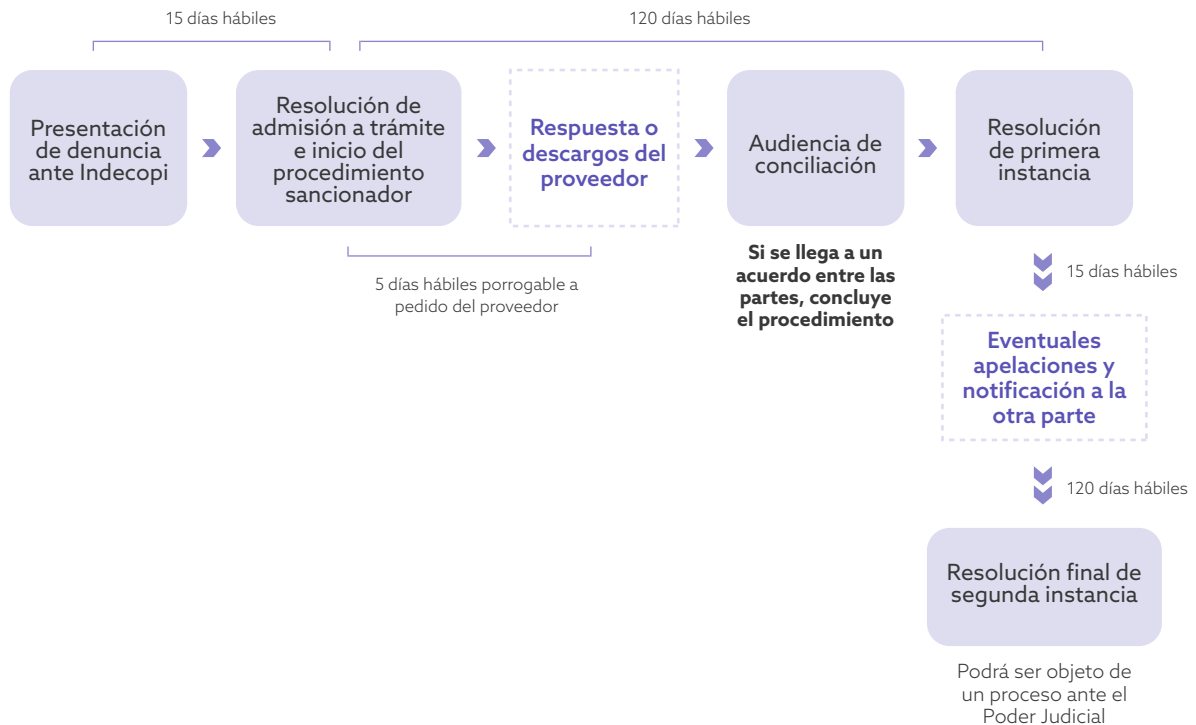 15 días hábiles
120 días hábiles
Presentación
de denuncia
ante Indecopi
Resolución de
admisión a trámite
e inicio del
procedimiento
sancionador
Respuesta o
descargos del
proveedor
Audiencia de
conciliación
Resolución
de primera
instancia
5 días hábiles porrogable a
pedido del proveedor
Si se llega a un
acuerdo entre las
partes, concluye
el procedimiento
15 días hábiles
Eventuales
apelaciones y
notificación a la
otra parte
120 días hábiles
Resolución final de
segunda instancia
Podrá ser objeto de
un proceso ante el
Poder Judicial